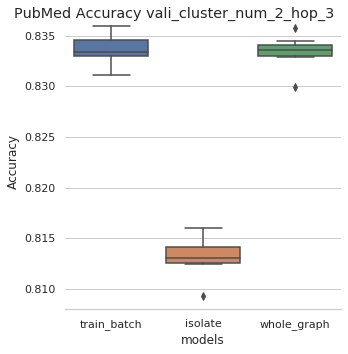 PubMed Accuracy vali_cluster_num_2_hop_3
0.835
0.830
0.825
0.820
0.815
0.810
Accuracy
train_batch isolate whole_graph
models